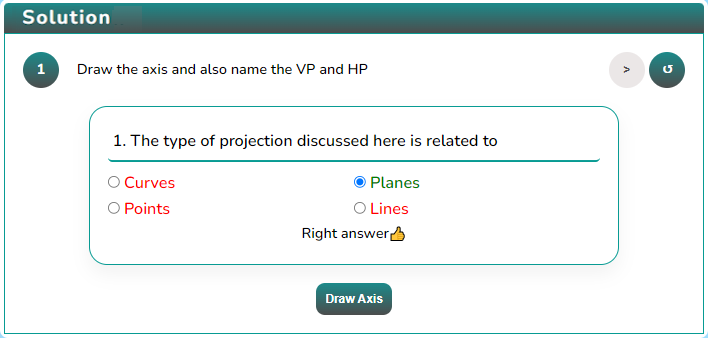 Solution
1 Draw the axis and also name the VP and HP > ↺
1. The type of projection discussed here is related to
Curves Planes
Points Lines
Right answer👍
Draw Axis